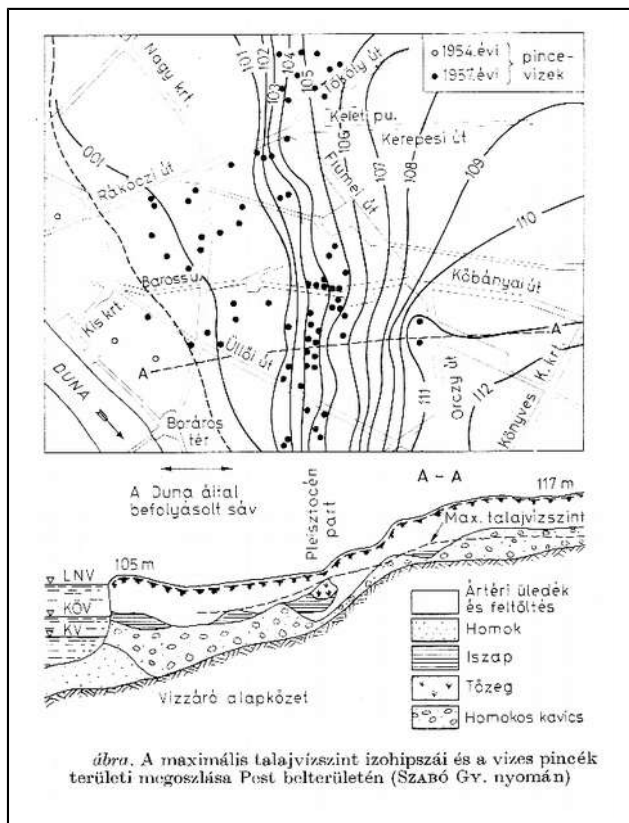 Nagy krt.
101
102
103
104
105
Thököly út
○ 1954. évi
● 1957. évi
pince-
vizek
Keleti pu.
106
Kerepesi út
107
108
109
Fiumei út
100
Rákóczi út
110
Baross u.
Kőbányai út
Kis krt.
A
Üllői út
A
DUNA
Boráros
tér
111
Orczy út
112
Könyves K. krt.
A Duna által
befolyásolt sáv
Pleisztocén
part
A – A
117 m
Max. talajvízszint
105 m
LNV
KÖV
KV
Vízzáró alapkőzet
Ártéri üledék
és feltöltés
Homok
Iszap
Tőzeg
Homokos kavics
ábra. A maximális talajvízszint izohipszái és a vizes pincék
területi megoszlása Pest belterületén (SZABÓ GY. nyomán)